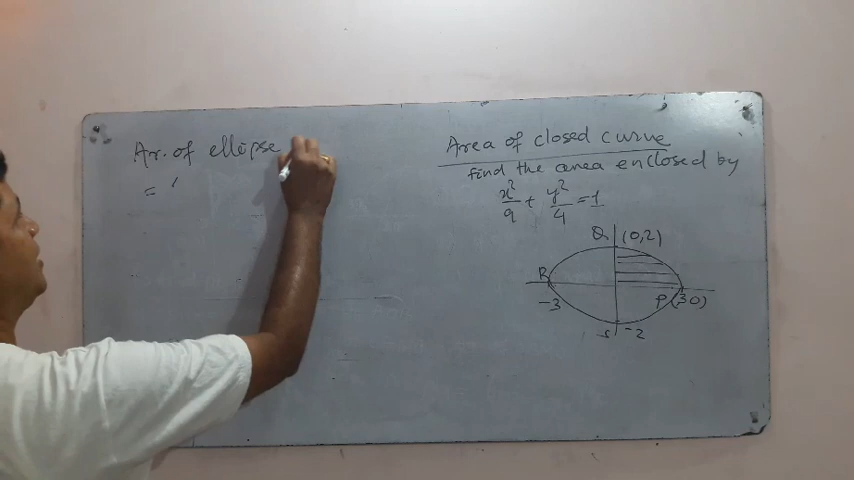 Ar. of ellipse
= '
Area of closed curve
find the area enclosed by
x²/9 + y²/4 = 1
Q (0,2)
R
-3
P(3 0)
S -2